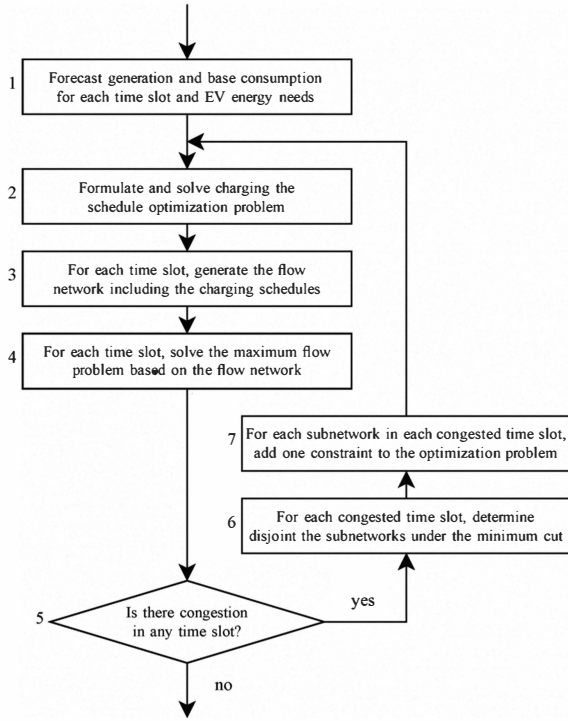 1
Forecast generation and base consumption
for each time slot and EV energy needs
2
Formulate and solve charging the
schedule optimization problem
3
For each time slot, generate the flow
network including the charging schedules
4
For each time slot, solve the maximum flow
problem based on the flow network
5
Is there congestion
in any time slot?
yes
no
6
For each congested time slot, determine
disjoint the subnetworks under the minimum cut
7
For each subnetwork in each congested time slot,
add one constraint to the optimization problem